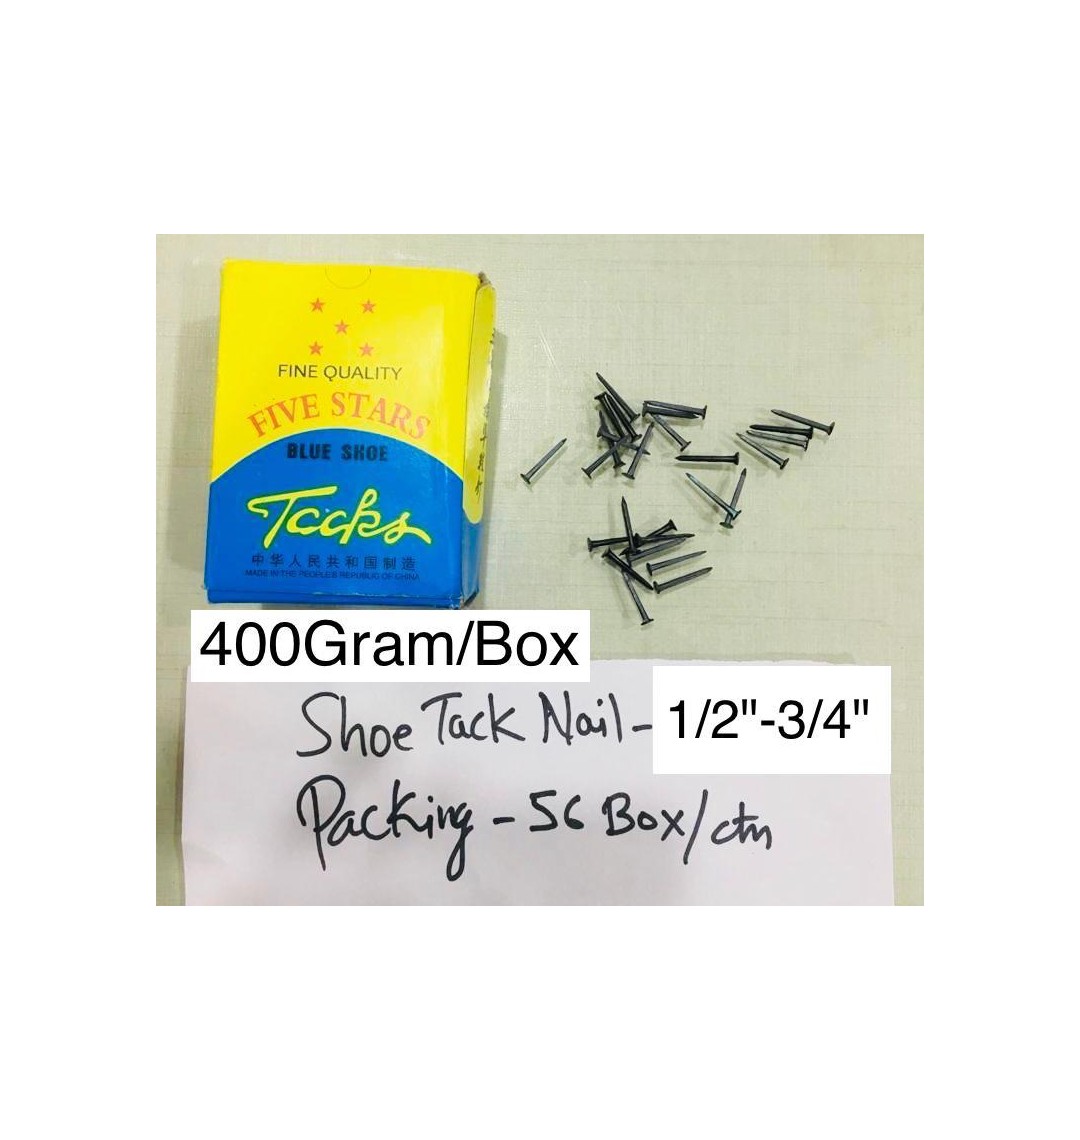 FINE QUALITY
FIVE STARS
BLUE SHOE
Tacks
中华人民共和国制造
MADE IN THE PEOPLE'S REPUBLIC OF CHINA
400Gram/Box
Shoe Tack Nail - 1/2"-3/4"
Packing - 56 Box/ctn